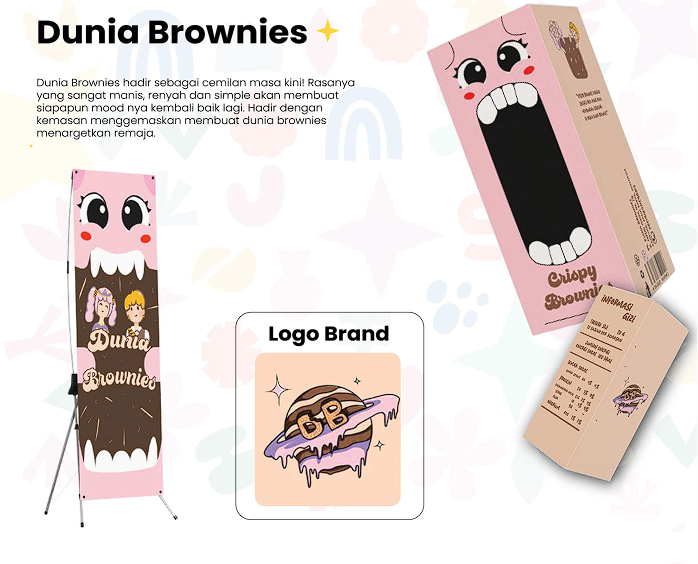 Dunia Brownies
Dunia Brownies hadir sebagai cemilan masa kini! Rasanya
yang sangat manis, renyah dan simple akan membuat
siapapun mood nya kembali baik lagi. Hadir dengan
kemasan menggemaskan membuat dunia brownies
menargetkan remaja.
Dunia
Brownies
Logo Brand
DB
Crispy
Brownie
INFORMASI
GIZI